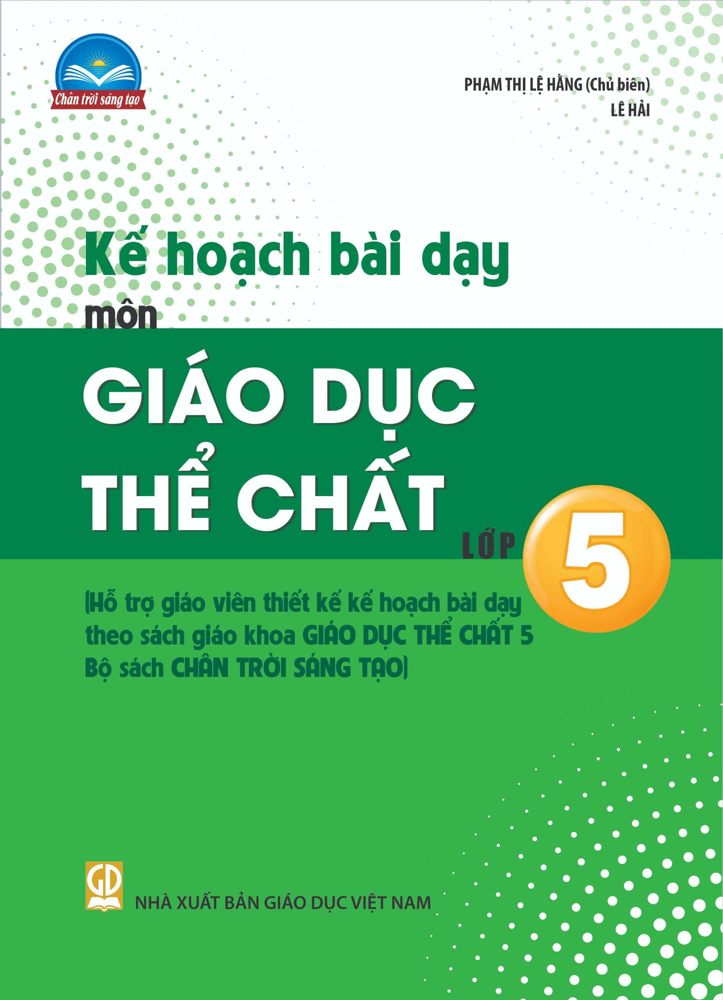 Chân trời sáng tạo
PHẠM THỊ LỆ HẰNG (Chủ biên)
LÊ HẢI
Kế hoạch bài dạy
môn
GIÁO DỤC
THỂ CHẤT
LỚP 5
(Hỗ trợ giáo viên thiết kế kế hoạch bài dạy
theo sách giáo khoa GIÁO DỤC THỂ CHẤT 5
Bộ sách CHÂN TRỜI SÁNG TẠO)
GD
NHÀ XUẤT BẢN GIÁO DỤC VIỆT NAM